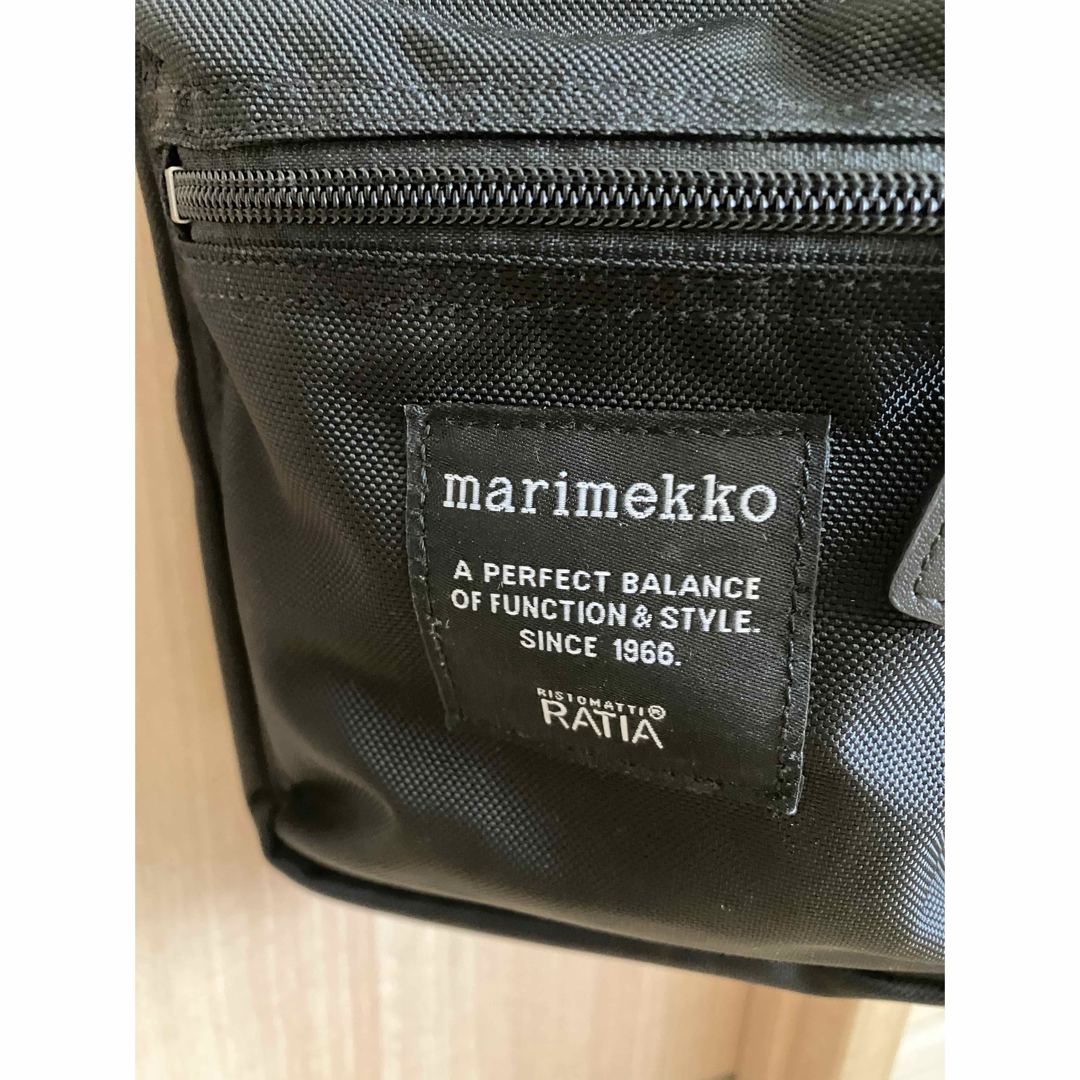 marimekko
A PERFECT BALANCE
OF FUNCTION & STYLE.
SINCE 1966.
RISTOMATTI
RATIA®